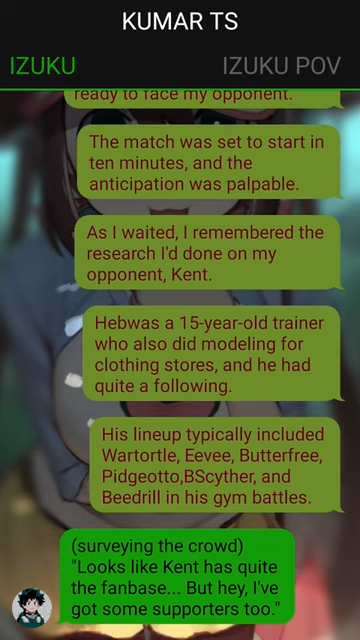 KUMAR TS
IZUKU
IZUKU POV
ready to face my opponent.
The match was set to start in
ten minutes, and the
anticipation was palpable.
As I waited, I remembered the
research I'd done on my
opponent, Kent.
Hebwas a 15-year-old trainer
who also did modeling for
clothing stores, and he had
quite a following.
His lineup typically included
Wartortle, Eevee, Butterfree,
Pidgeotto,BScyther, and
Beedrill in his gym battles.
(surveying the crowd)
"Looks like Kent has quite
the fanbase... But hey, I've
got some supporters too."